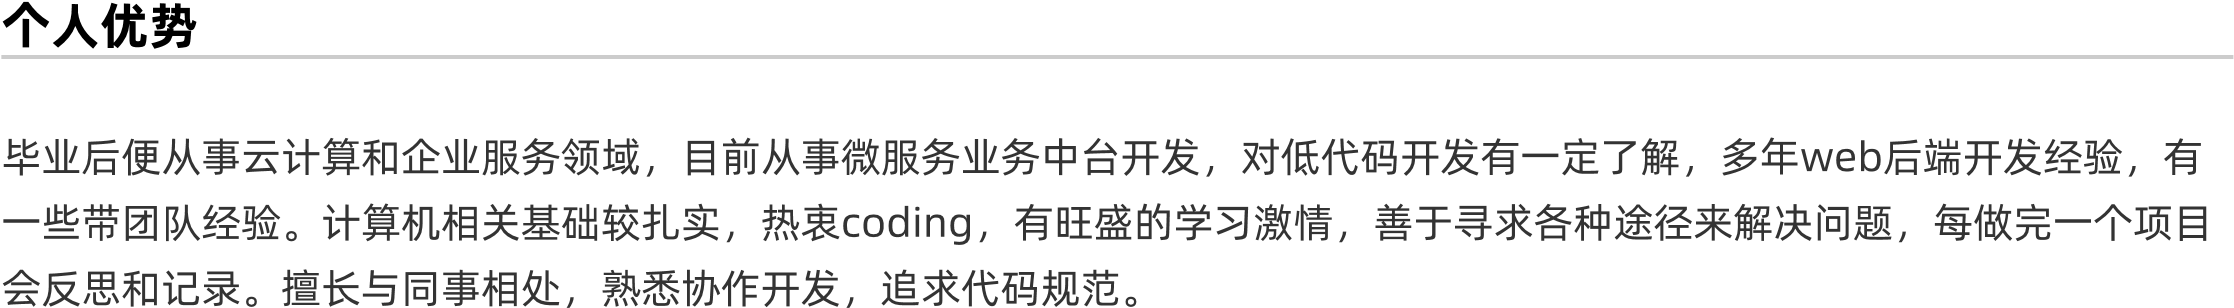 个人优势
毕业后便从事云计算和企业服务领域，目前从事微服务业务中台开发，对低代码开发有一定了解，多年web后端开发经验，有
一些带团队经验。计算机相关基础较扎实，热衷coding，有旺盛的学习激情，善于寻求各种途径来解决问题，每做完一个项目
会反思和记录。擅长与同事相处，熟悉协作开发，追求代码规范。